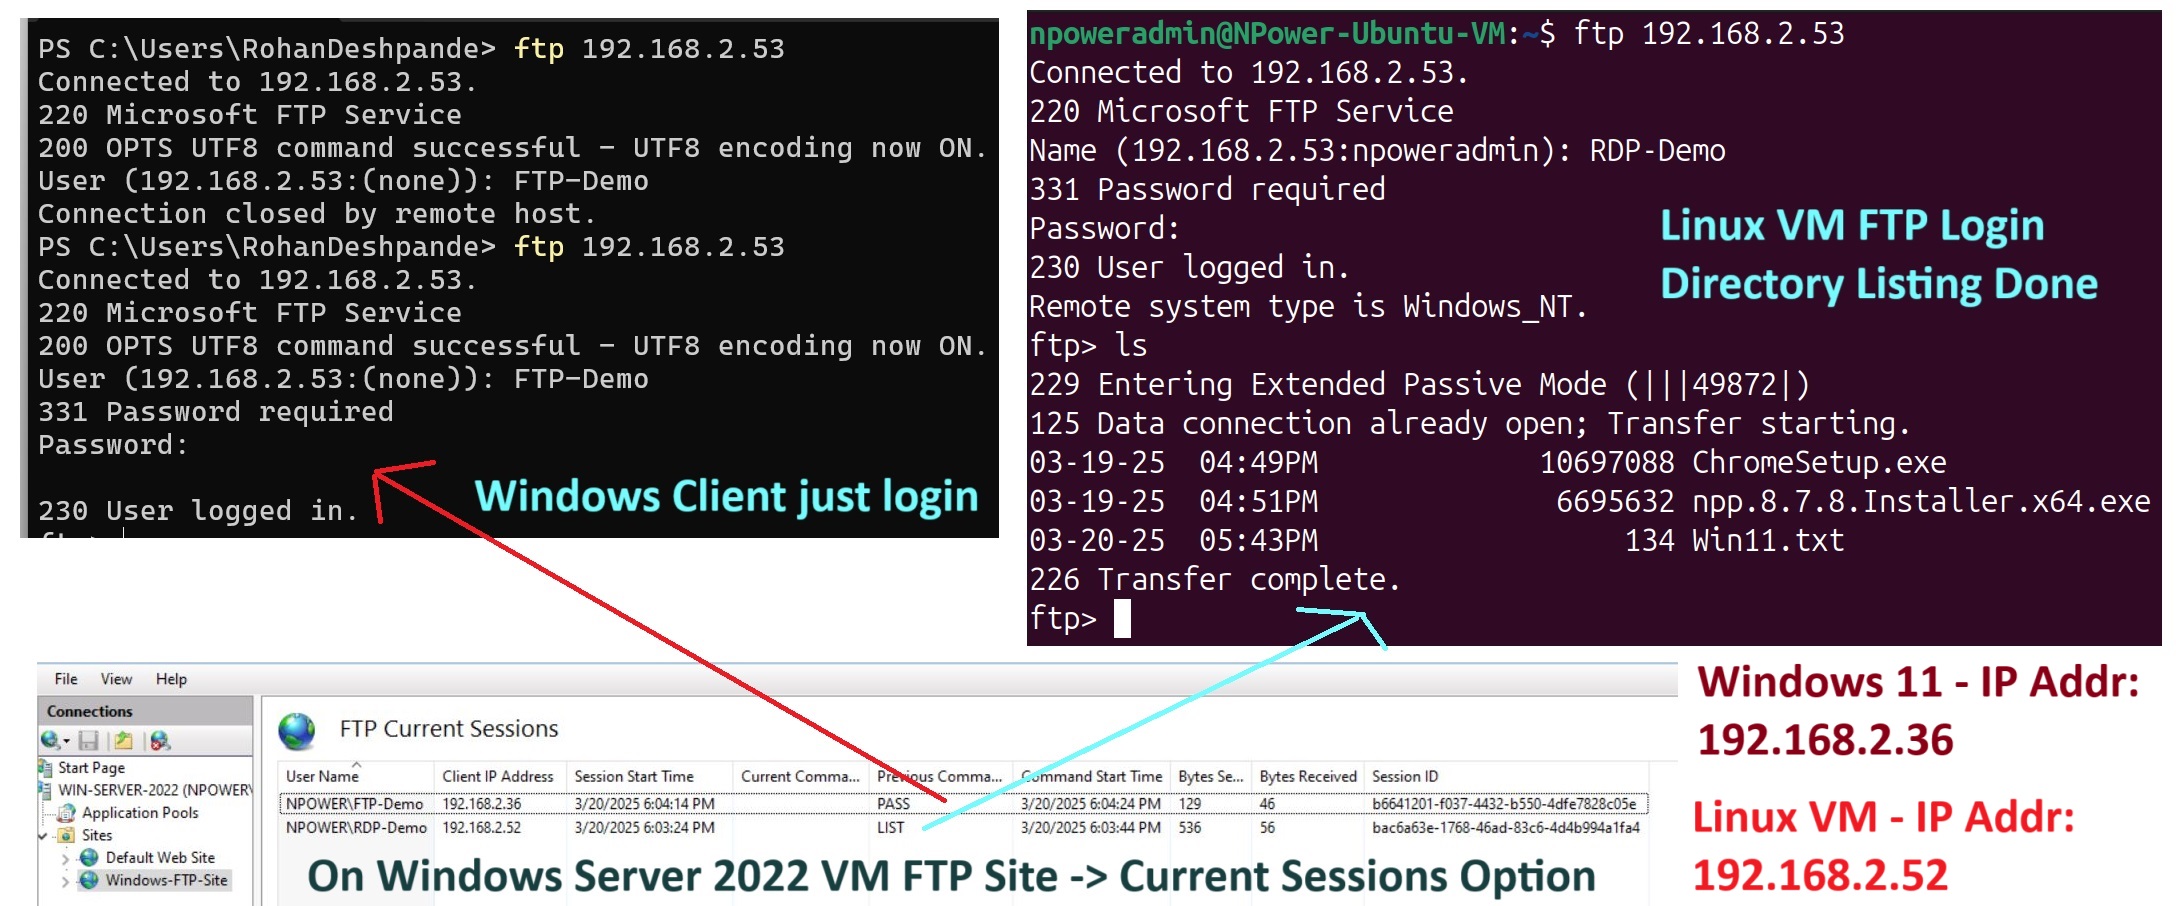 PS C:\Users\RohanDeshpande> ftp 192.168.2.53
Connected to 192.168.2.53.
220 Microsoft FTP Service
200 OPTS UTF8 command successful - UTF8 encoding now ON.
User (192.168.2.53:(none)): FTP-Demo
Connection closed by remote host.
PS C:\Users\RohanDeshpande> ftp 192.168.2.53
Connected to 192.168.2.53.
220 Microsoft FTP Service
200 OPTS UTF8 command successful - UTF8 encoding now ON.
User (192.168.2.53:(none)): FTP-Demo
331 Password required
Password:
Windows Client just login
230 User logged in.
npoweradmin@NPower-Ubuntu-VM:~$ ftp 192.168.2.53
Connected to 192.168.2.53.
220 Microsoft FTP Service
Name (192.168.2.53:npoweradmin): RDP-Demo
331 Password required
Password:
230 User logged in.
Remote system type is Windows_NT.
Linux VM FTP Login
Directory Listing Done
ftp> ls
229 Entering Extended Passive Mode (|||49872|)
125 Data connection already open; Transfer starting.
03-19-25  04:49PM             10697088 ChromeSetup.exe
03-19-25  04:51PM              6695632 npp.8.7.8.Installer.x64.exe
03-20-25  05:43PM                  134 Win11.txt
226 Transfer complete.
ftp>
File View Help
Connections
Start Page
WIN-SERVER-2022 (NPOWER\
Application Pools
Sites
Default Web Site
Windows-FTP-Site
FTP Current Sessions
User Name Client IP Address Session Start Time Current Comma... Previous Comma... Command Start Time Bytes Se... Bytes Received Session ID
NPOWER\FTP-Demo 192.168.2.36 3/20/2025 6:04:14 PM PASS 3/20/2025 6:04:24 PM 129 46 b6641201-f037-4432-b550-4dfe7828c05e
NPOWER\RDP-Demo 192.168.2.52 3/20/2025 6:03:24 PM LIST 3/20/2025 6:03:44 PM 536 56 bac6a63e-1768-46ad-83c6-4d4b994a1fa4
On Windows Server 2022 VM FTP Site -> Current Sessions Option
Windows 11 - IP Addr:
192.168.2.36
Linux VM - IP Addr:
192.168.2.52